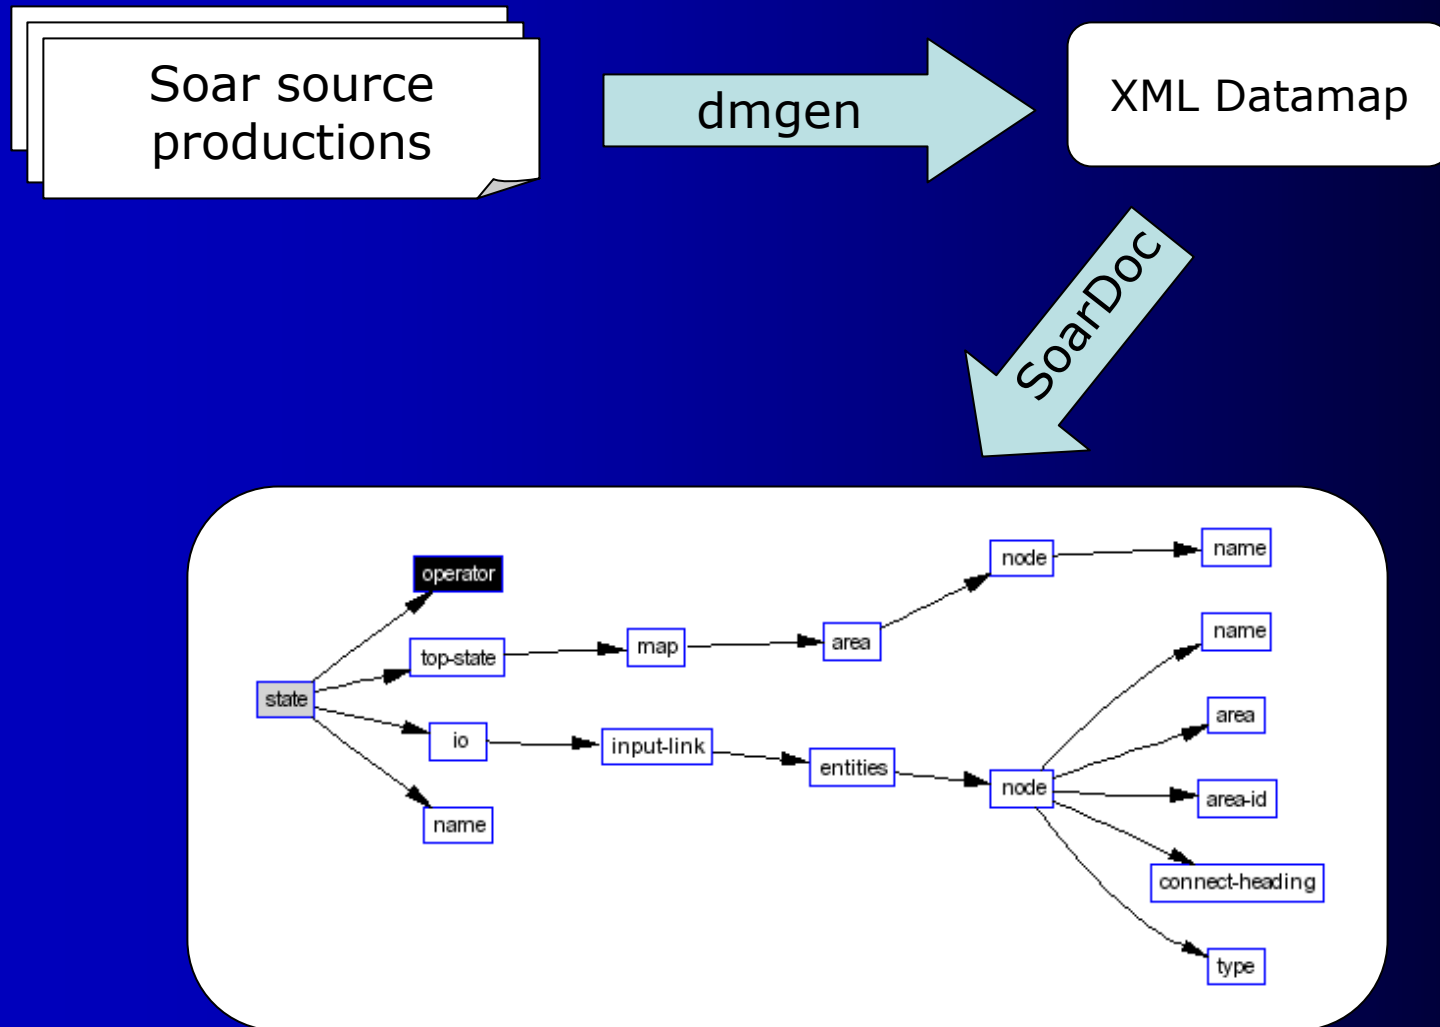 Soar source
productions
dmgen
XML Datamap
SoarDoc
operator
top-state
map
area
node
name
state
io
input-link
entities
node
name
area
area-id
connect-heading
type
name